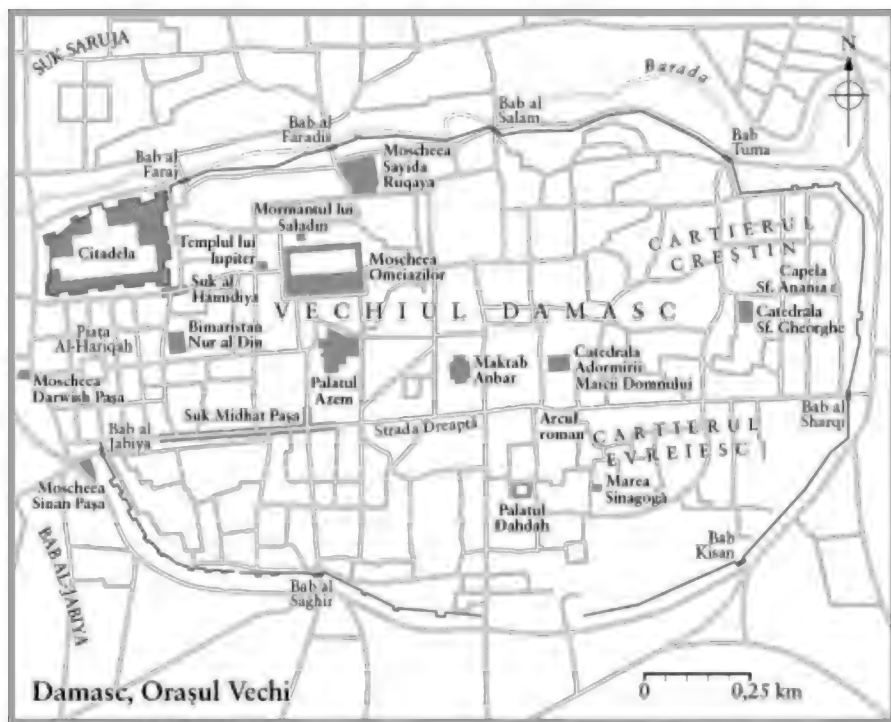 SUK SARUJA
Barada
N
Bab al
Faradis
Bab al
Salam
Bab
Tuma
Bab al
Faraj
Moscheea
Sayida
Ruqaya
Mormântul lui
Saladin
Citadela
Templul lui
Iupiter
Moscheea
Omeiazilor
CARTIERUL
CREȘTIN
Suk al
Hamidiya
Capela
Sf. Anania
VECHIUL DAMASC
Piața
Al-Hariqah
Bimaristan
Nur al Din
Catedrala
Sf. Gheorghe
Moscheea
Darwish Pașa
Palatul
Azem
Maktab
Anbar
Catedrala
Adormirii
Maicii Domnului
Suk Midhat Pașa
Bab al
Jabiya
Strada Dreaptă
Arcul
roman
Bab al
Sharqi
CARTIERUL
EVREIESC
Moscheea
Sinan Pașa
Marea
Sinagogă
Palatul
Dahdah
BAB AL-JABIYA
Bab
Kisan
Bab al
Saghir
Damasc, Orașul Vechi
0 0,25 km